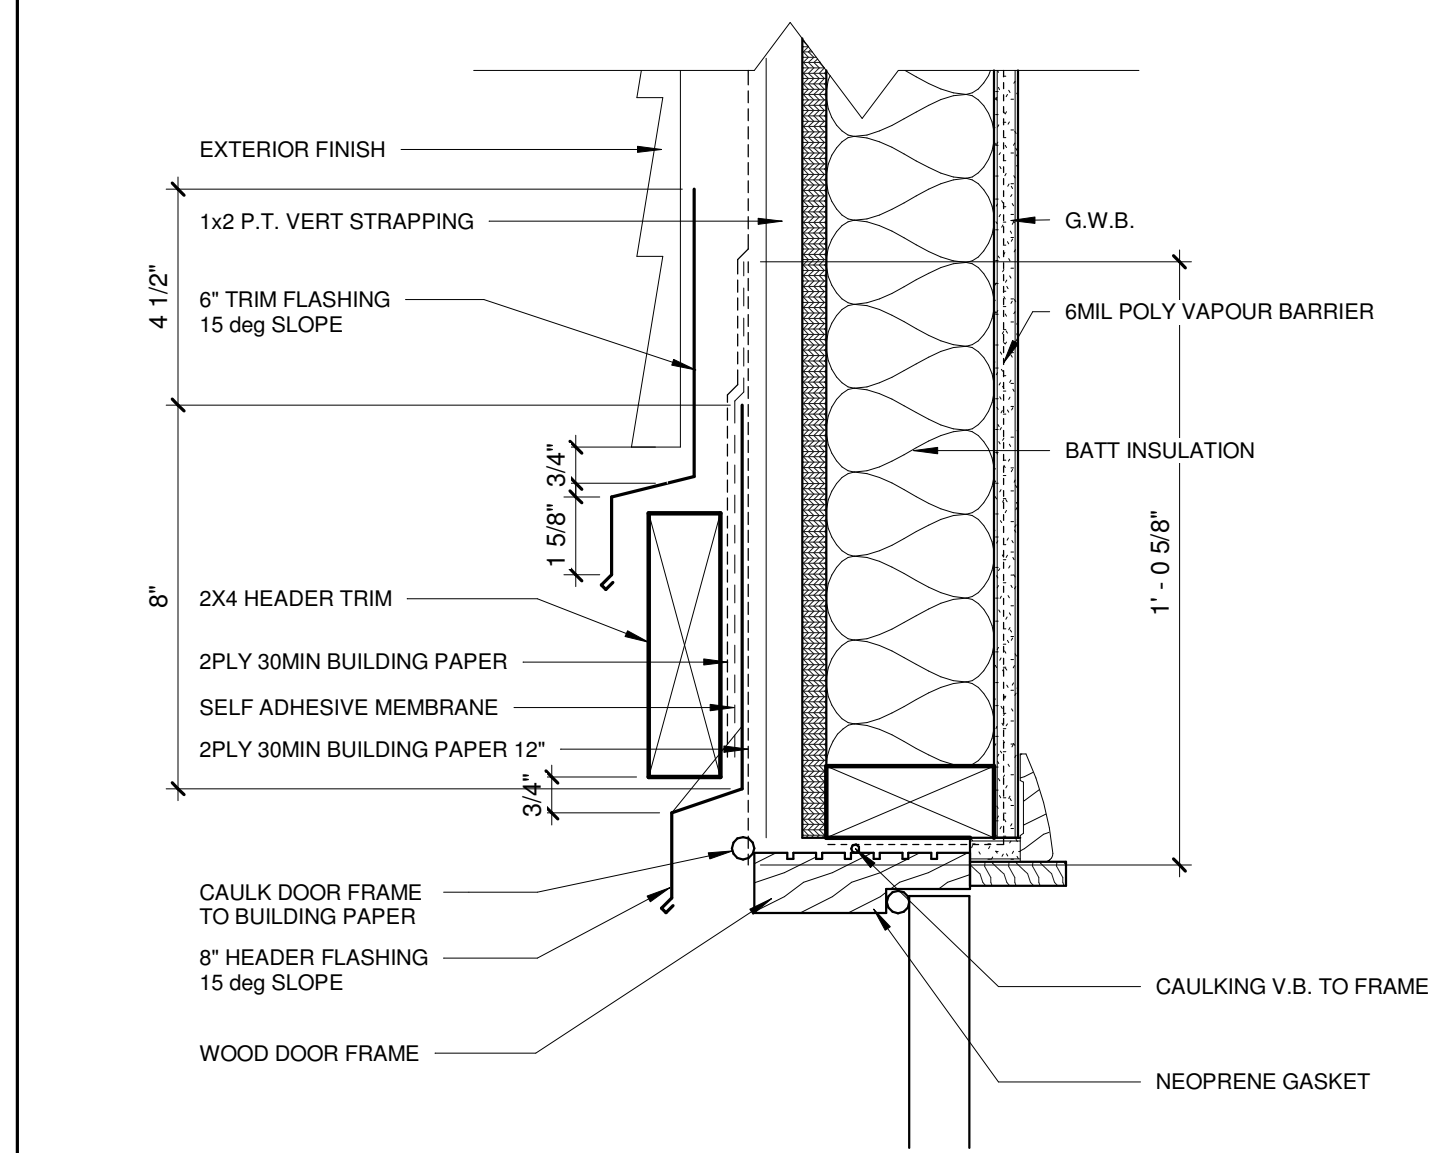 EXTERIOR FINISH
1x2 P.T. VERT STRAPPING
6" TRIM FLASHING
15 deg SLOPE
4 1/2"
8"
3/4"
1 5/8"
2X4 HEADER TRIM
2PLY 30MIN BUILDING PAPER
SELF ADHESIVE MEMBRANE
2PLY 30MIN BUILDING PAPER 12"
3/4"
CAULK DOOR FRAME
TO BUILDING PAPER
8" HEADER FLASHING
15 deg SLOPE
WOOD DOOR FRAME
G.W.B.
6MIL POLY VAPOUR BARRIER
BATT INSULATION
1' - 0 5/8"
CAULKING V.B. TO FRAME
NEOPRENE GASKET